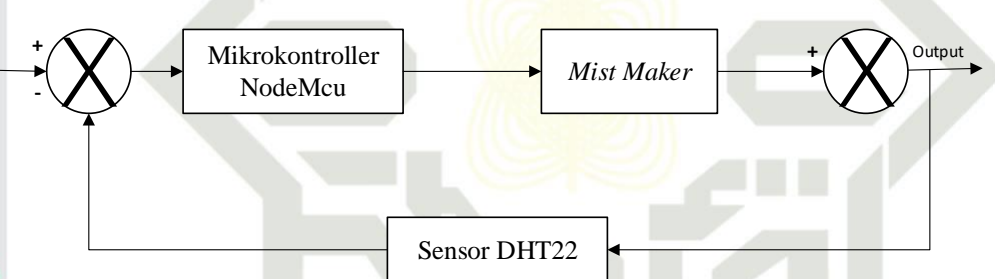 +
-
Mikrokontroller
NodeMcu
Mist Maker
+
Output
Sensor DHT22